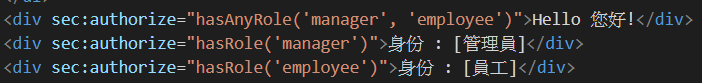 <div sec:authorize="hasAnyRole('manager', 'employee')">Hello 您好!</div>
<div sec:authorize="hasRole('manager')">身份 : [管理員]</div>
<div sec:authorize="hasRole('employee')">身份 : [員工]</div>